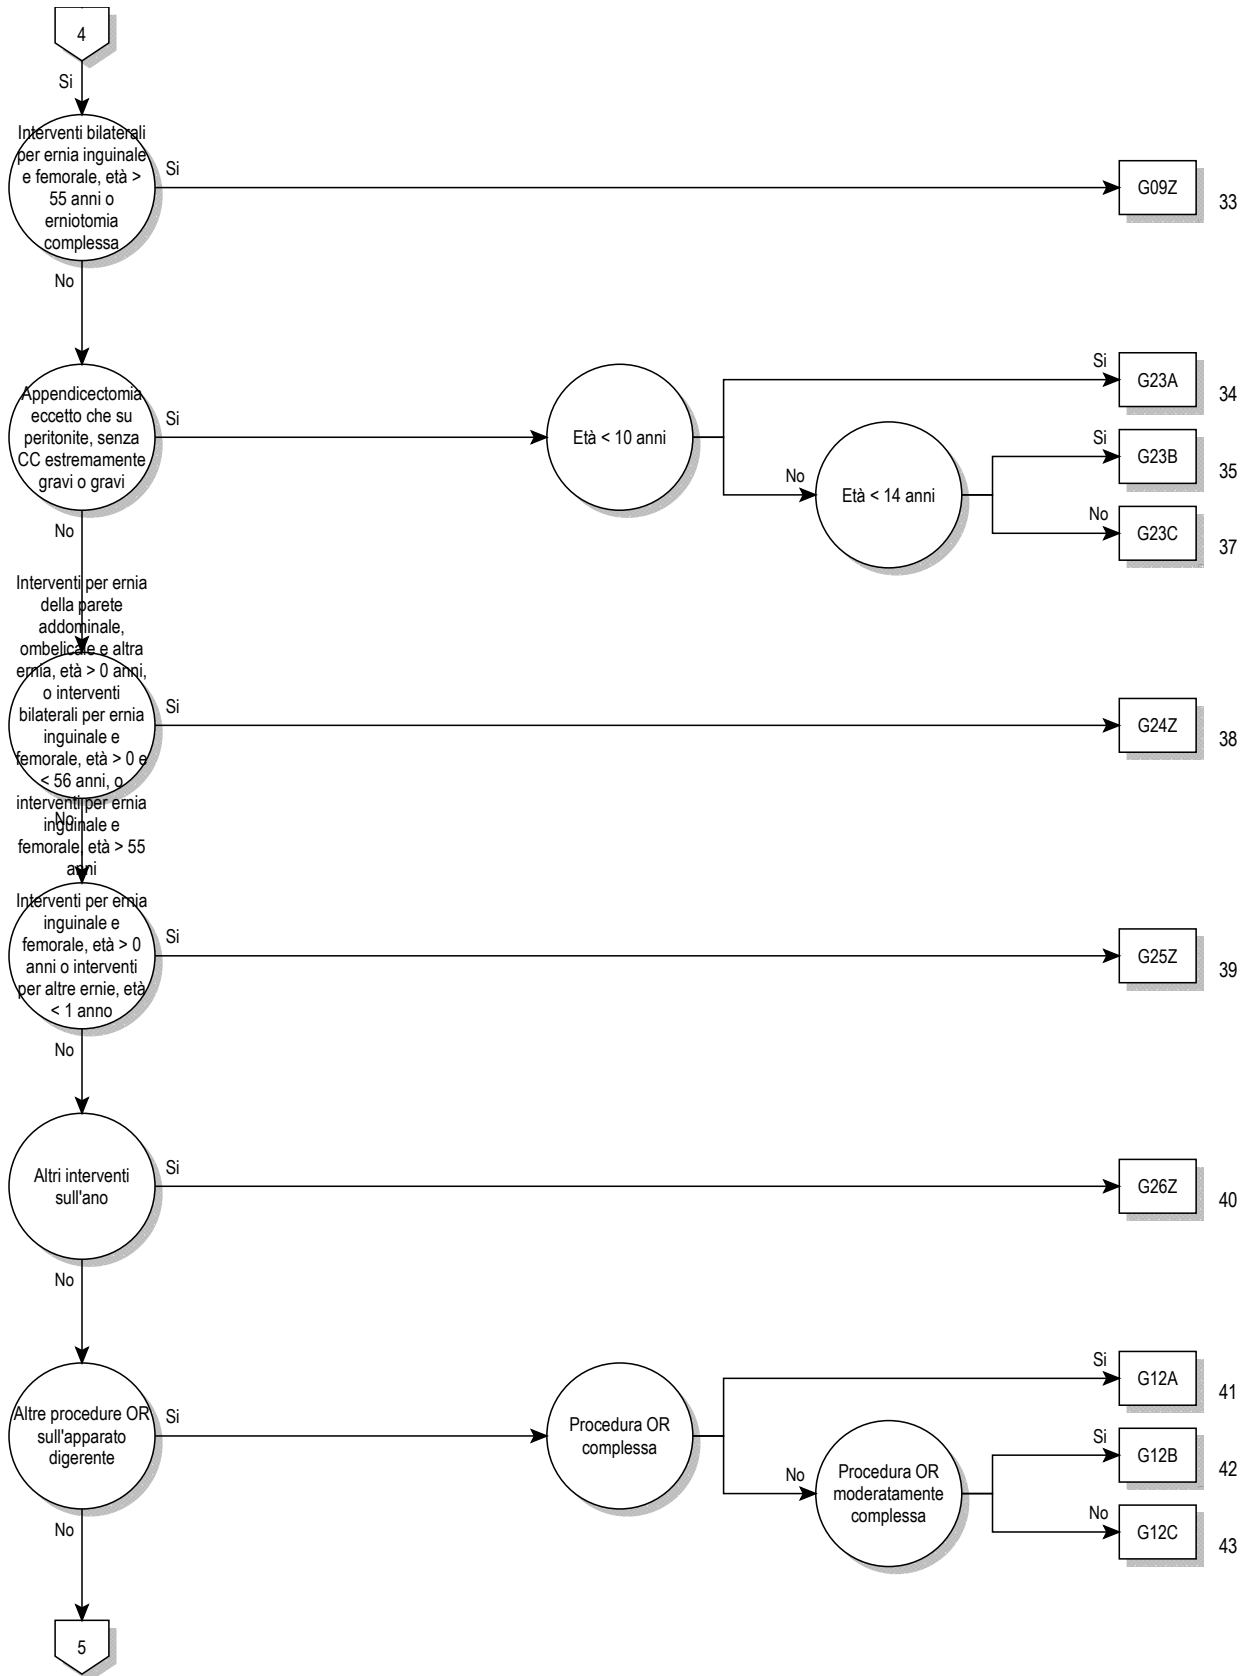 4
Si
Interventi bilaterali
per ernia inguinale
e femorale, età >
55 anni o
erniotomia
complessa
Si
G09Z
33
No
Appendicectomia
eccetto che su
peritonite, senza
CC estremamente
gravi o gravi
Si
Età < 10 anni
Si
G23A
34
No
Età < 14 anni
Si
G23B
35
No
G23C
37
No
Interventi per ernia
della parete
addominale,
ombelicale e altra
ernia, età > 0 anni,
o interventi
bilaterali per ernia
inguinale e
femorale, età > 0 e
< 56 anni, o
interventi per ernia
inguinale e
femorale, età > 55
anni
Si
G24Z
38
No
Interventi per ernia
inguinale e
femorale, età > 0
anni o interventi
per altre ernie, età
< 1 anno
Si
G25Z
39
No
Altri interventi
sull'ano
Si
G26Z
40
No
Altre procedure OR
sull'apparato
digerente
Si
Procedura OR
complessa
Si
G12A
41
No
Procedura OR
moderatamente
complessa
Si
G12B
42
No
G12C
43
No
5